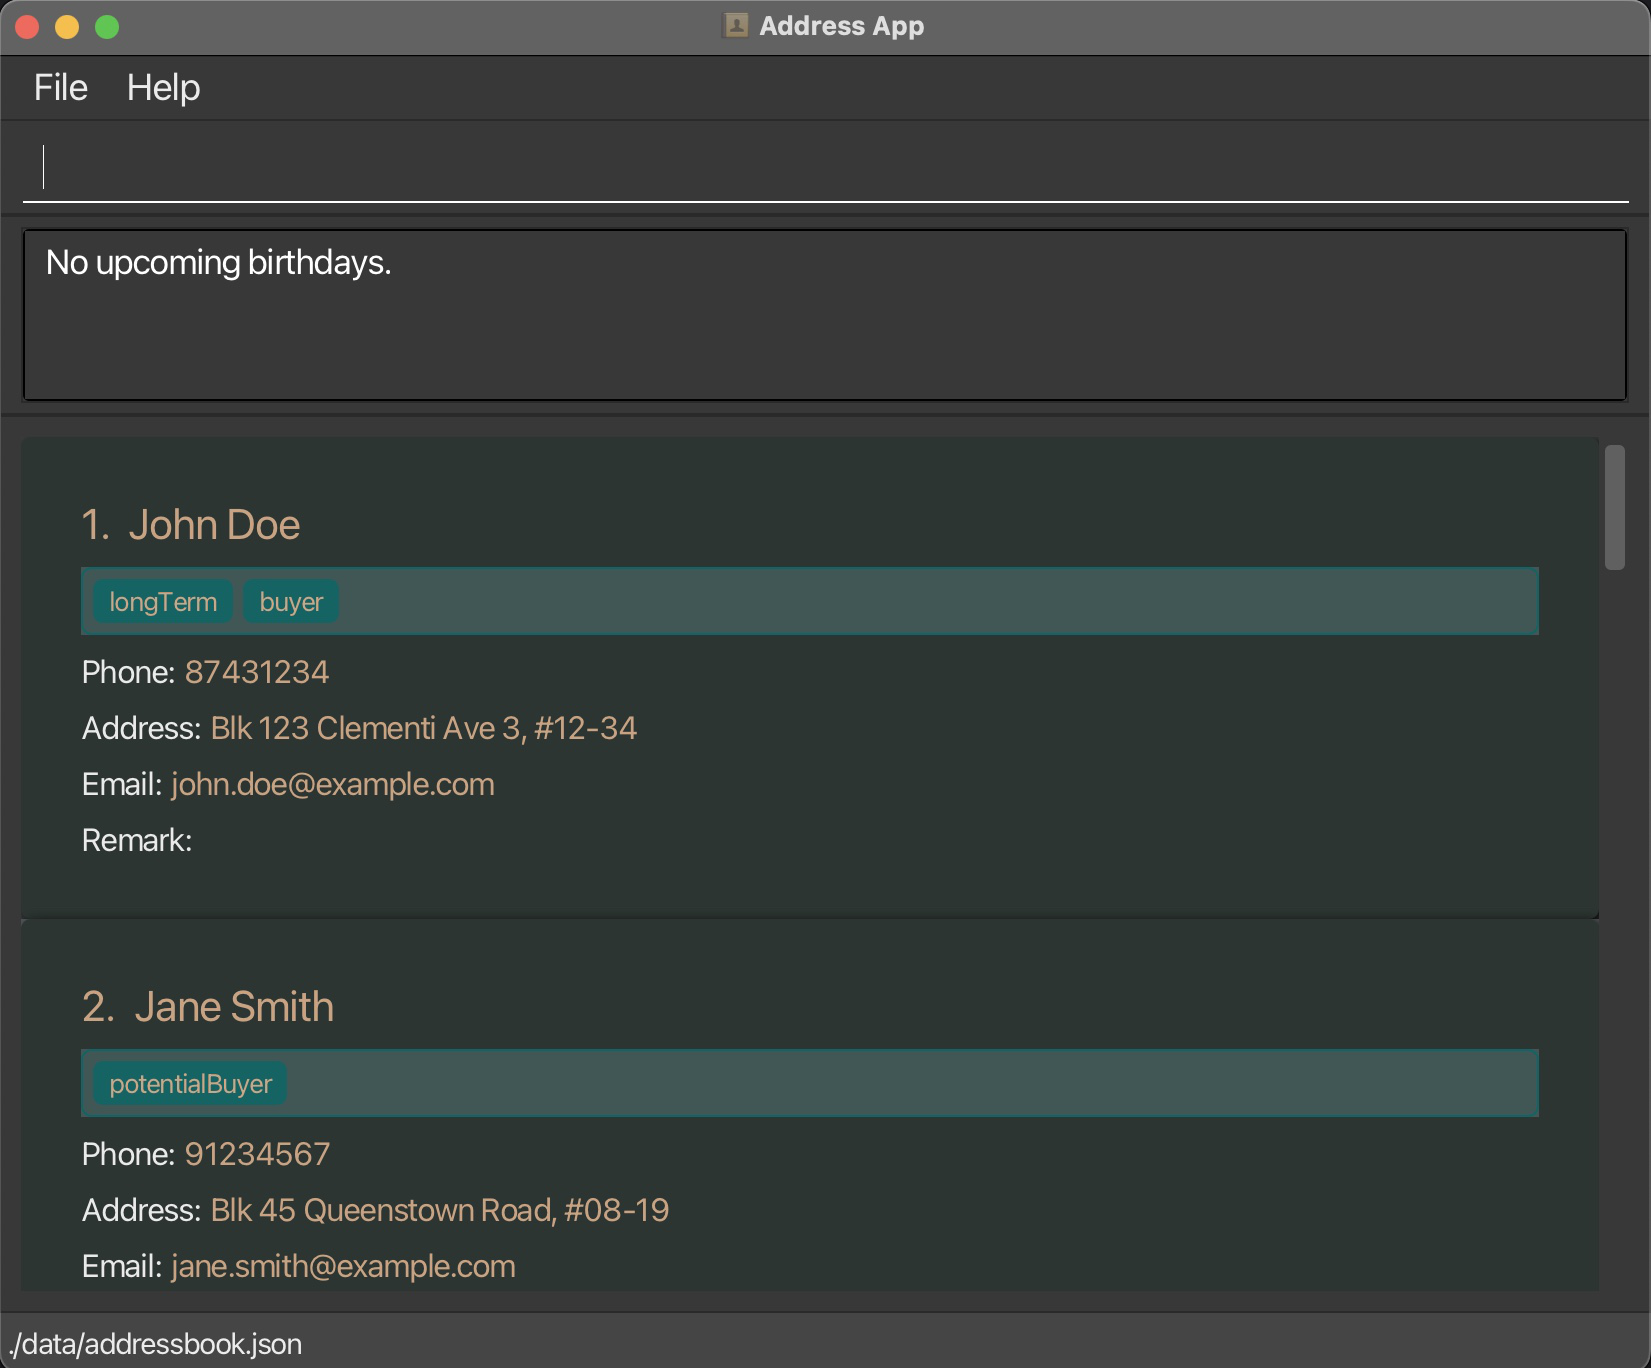 Address App
File Help
No upcoming birthdays.
1. John Doe
longTerm buyer
Phone: 87431234
Address: Blk 123 Clementi Ave 3, #12-34
Email: john.doe@example.com
Remark:
2. Jane Smith
potentialBuyer
Phone: 91234567
Address: Blk 45 Queenstown Road, #08-19
Email: jane.smith@example.com
./data/addressbook.json